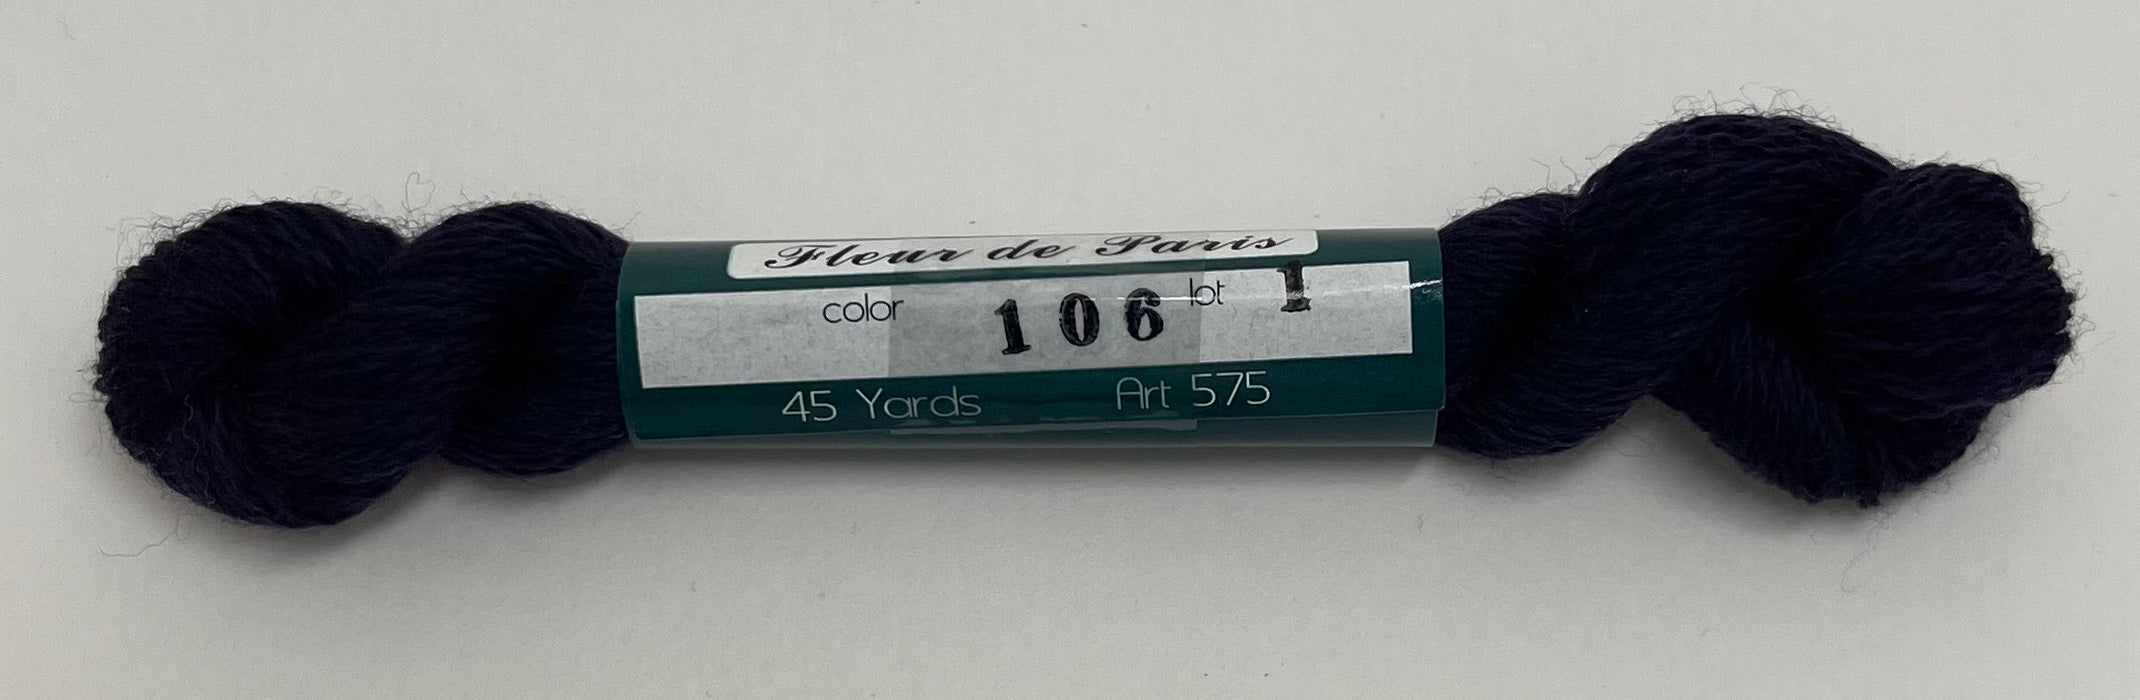 Fleur de Paris
color 106 lot 1
45 Yards Art 575